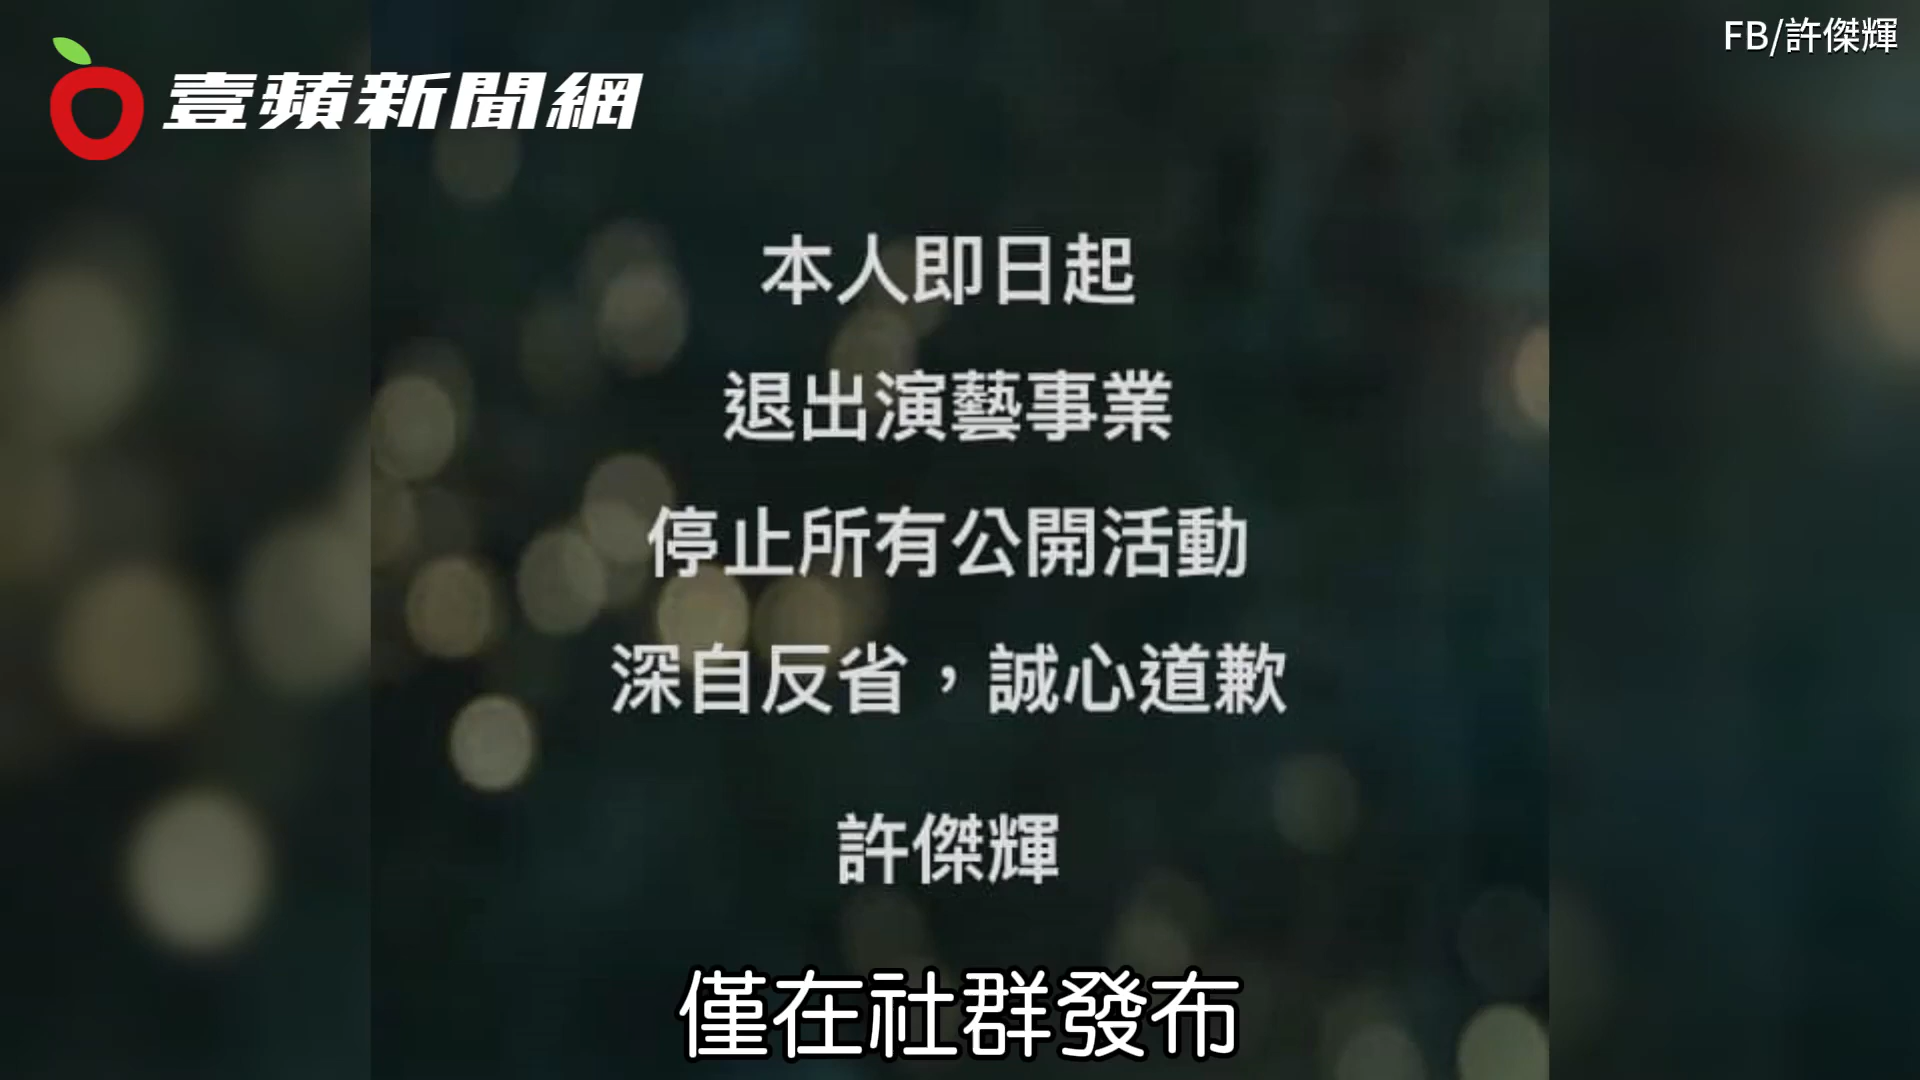 FB/許傑輝
壹蘋新聞網
本人即日起
退出演藝事業
停止所有公開活動
深自反省，誠心道歉
許傑輝
僅在社群發布